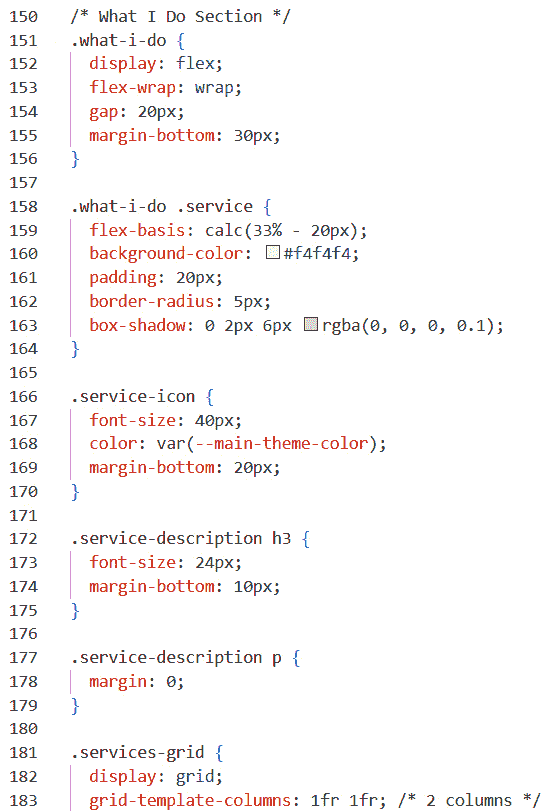 150 /* What I Do Section */
151 .what-i-do {
152 display: flex;
153 flex-wrap: wrap;
154 gap: 20px;
155 margin-bottom: 30px;
156 }
157
158 .what-i-do .service {
159 flex-basis: calc(33% - 20px);
160 background-color: #f4f4f4;
161 padding: 20px;
162 border-radius: 5px;
163 box-shadow: 0 2px 6px rgba(0, 0, 0, 0.1);
164 }
165
166 .service-icon {
167 font-size: 40px;
168 color: var(--main-theme-color);
169 margin-bottom: 20px;
170 }
171
172 .service-description h3 {
173 font-size: 24px;
174 margin-bottom: 10px;
175 }
176
177 .service-description p {
178 margin: 0;
179 }
180
181 .services-grid {
182 display: grid;
183 grid-template-columns: 1fr 1fr; /* 2 columns */